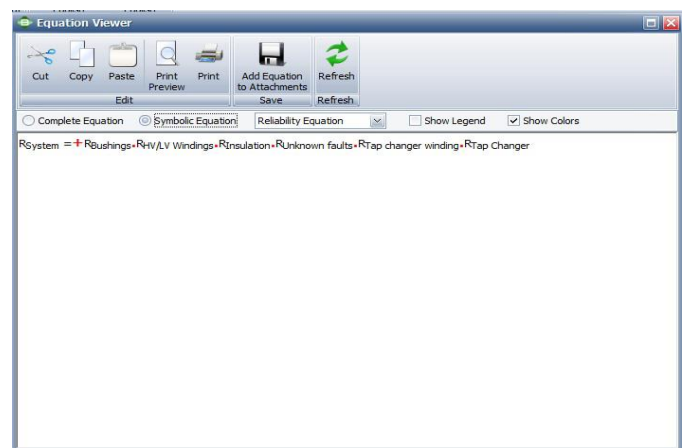 Equation Viewer
Cut Copy Paste Print Preview Print Add Equation to Attachments Refresh
Edit Save Refresh
Complete Equation Symbolic Equation Reliability Equation Show Legend Show Colors
RSystem =+RBushings·RHV/LV Windings·RInsulation·RUnknown faults·RTap changer winding·RTap Changer